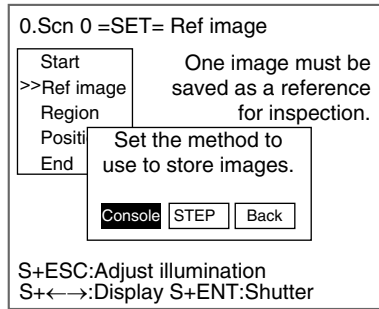 0.Scn 0 =SET= Ref image
Start
>>Ref image
Region
Positi
End
One image must be
saved as a reference
for inspection.
Set the method to
use to store images.
Console STEP Back
S+ESC:Adjust illumination
S+←→:Display S+ENT:Shutter